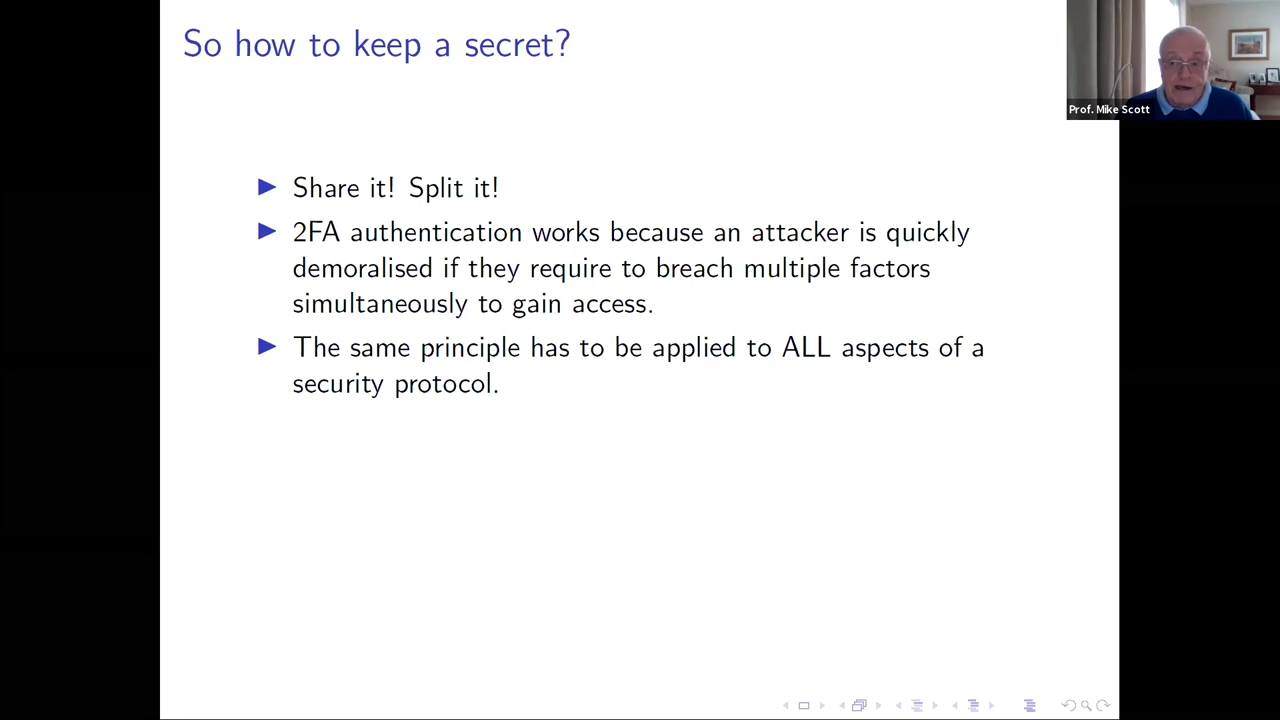 So how to keep a secret?
Prof. Mike Scott
Share it! Split it!
2FA authentication works because an attacker is quickly
demoralised if they require to breach multiple factors
simultaneously to gain access.
The same principle has to be applied to ALL aspects of a
security protocol.